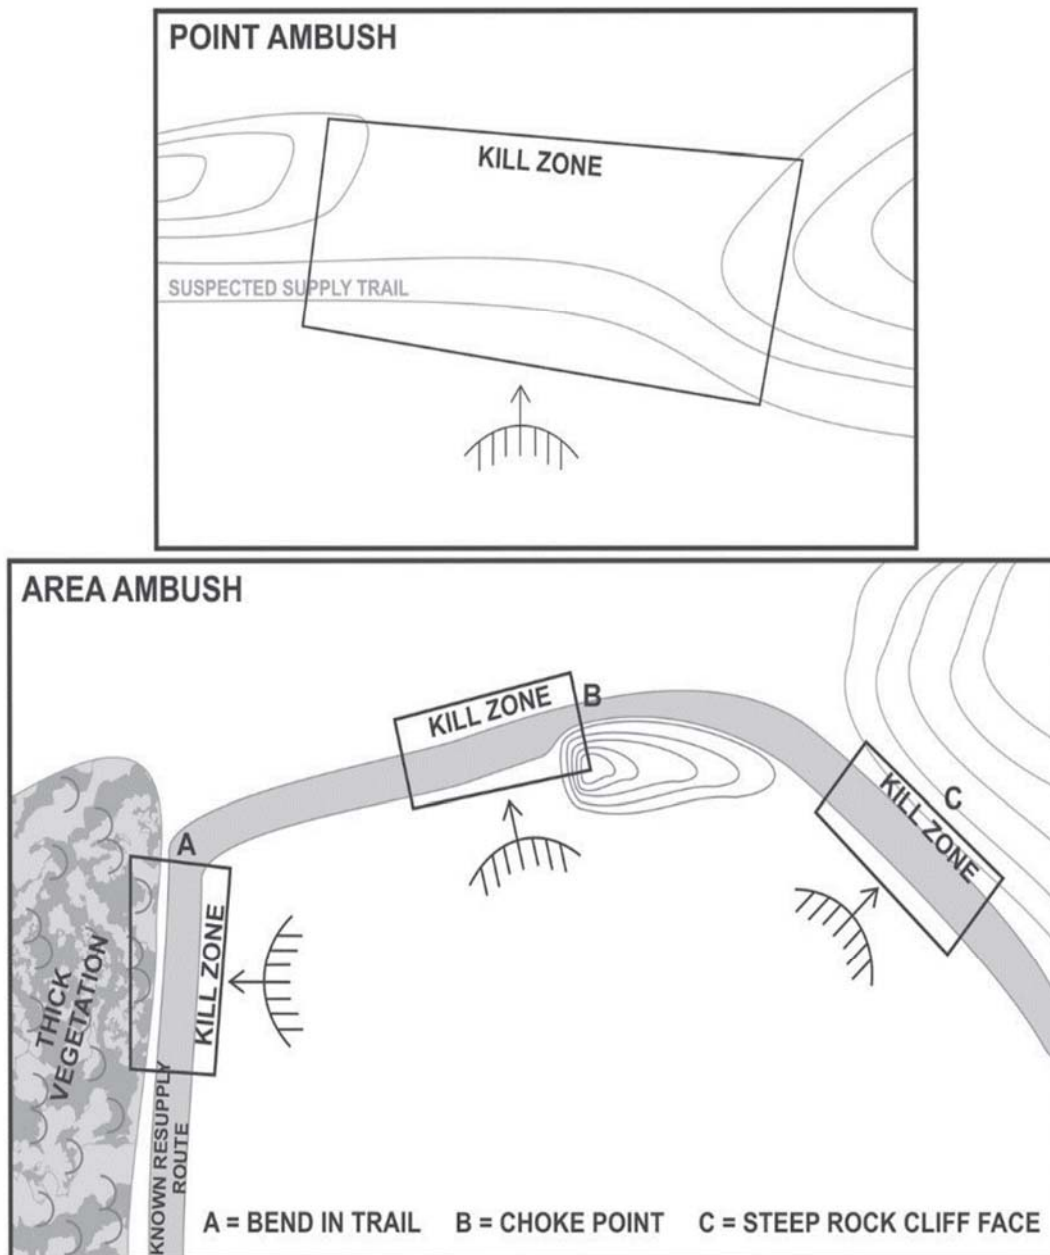 POINT AMBUSH
KILL ZONE
SUSPECTED SUPPLY TRAIL
AREA AMBUSH
KILL ZONE
B
C
KILL ZONE
A
KILL ZONE
THICK
VEGETATION
KNOWN RESUPPLY
ROUTE
A = BEND IN TRAIL B = CHOKE POINT C = STEEP ROCK CLIFF FACE